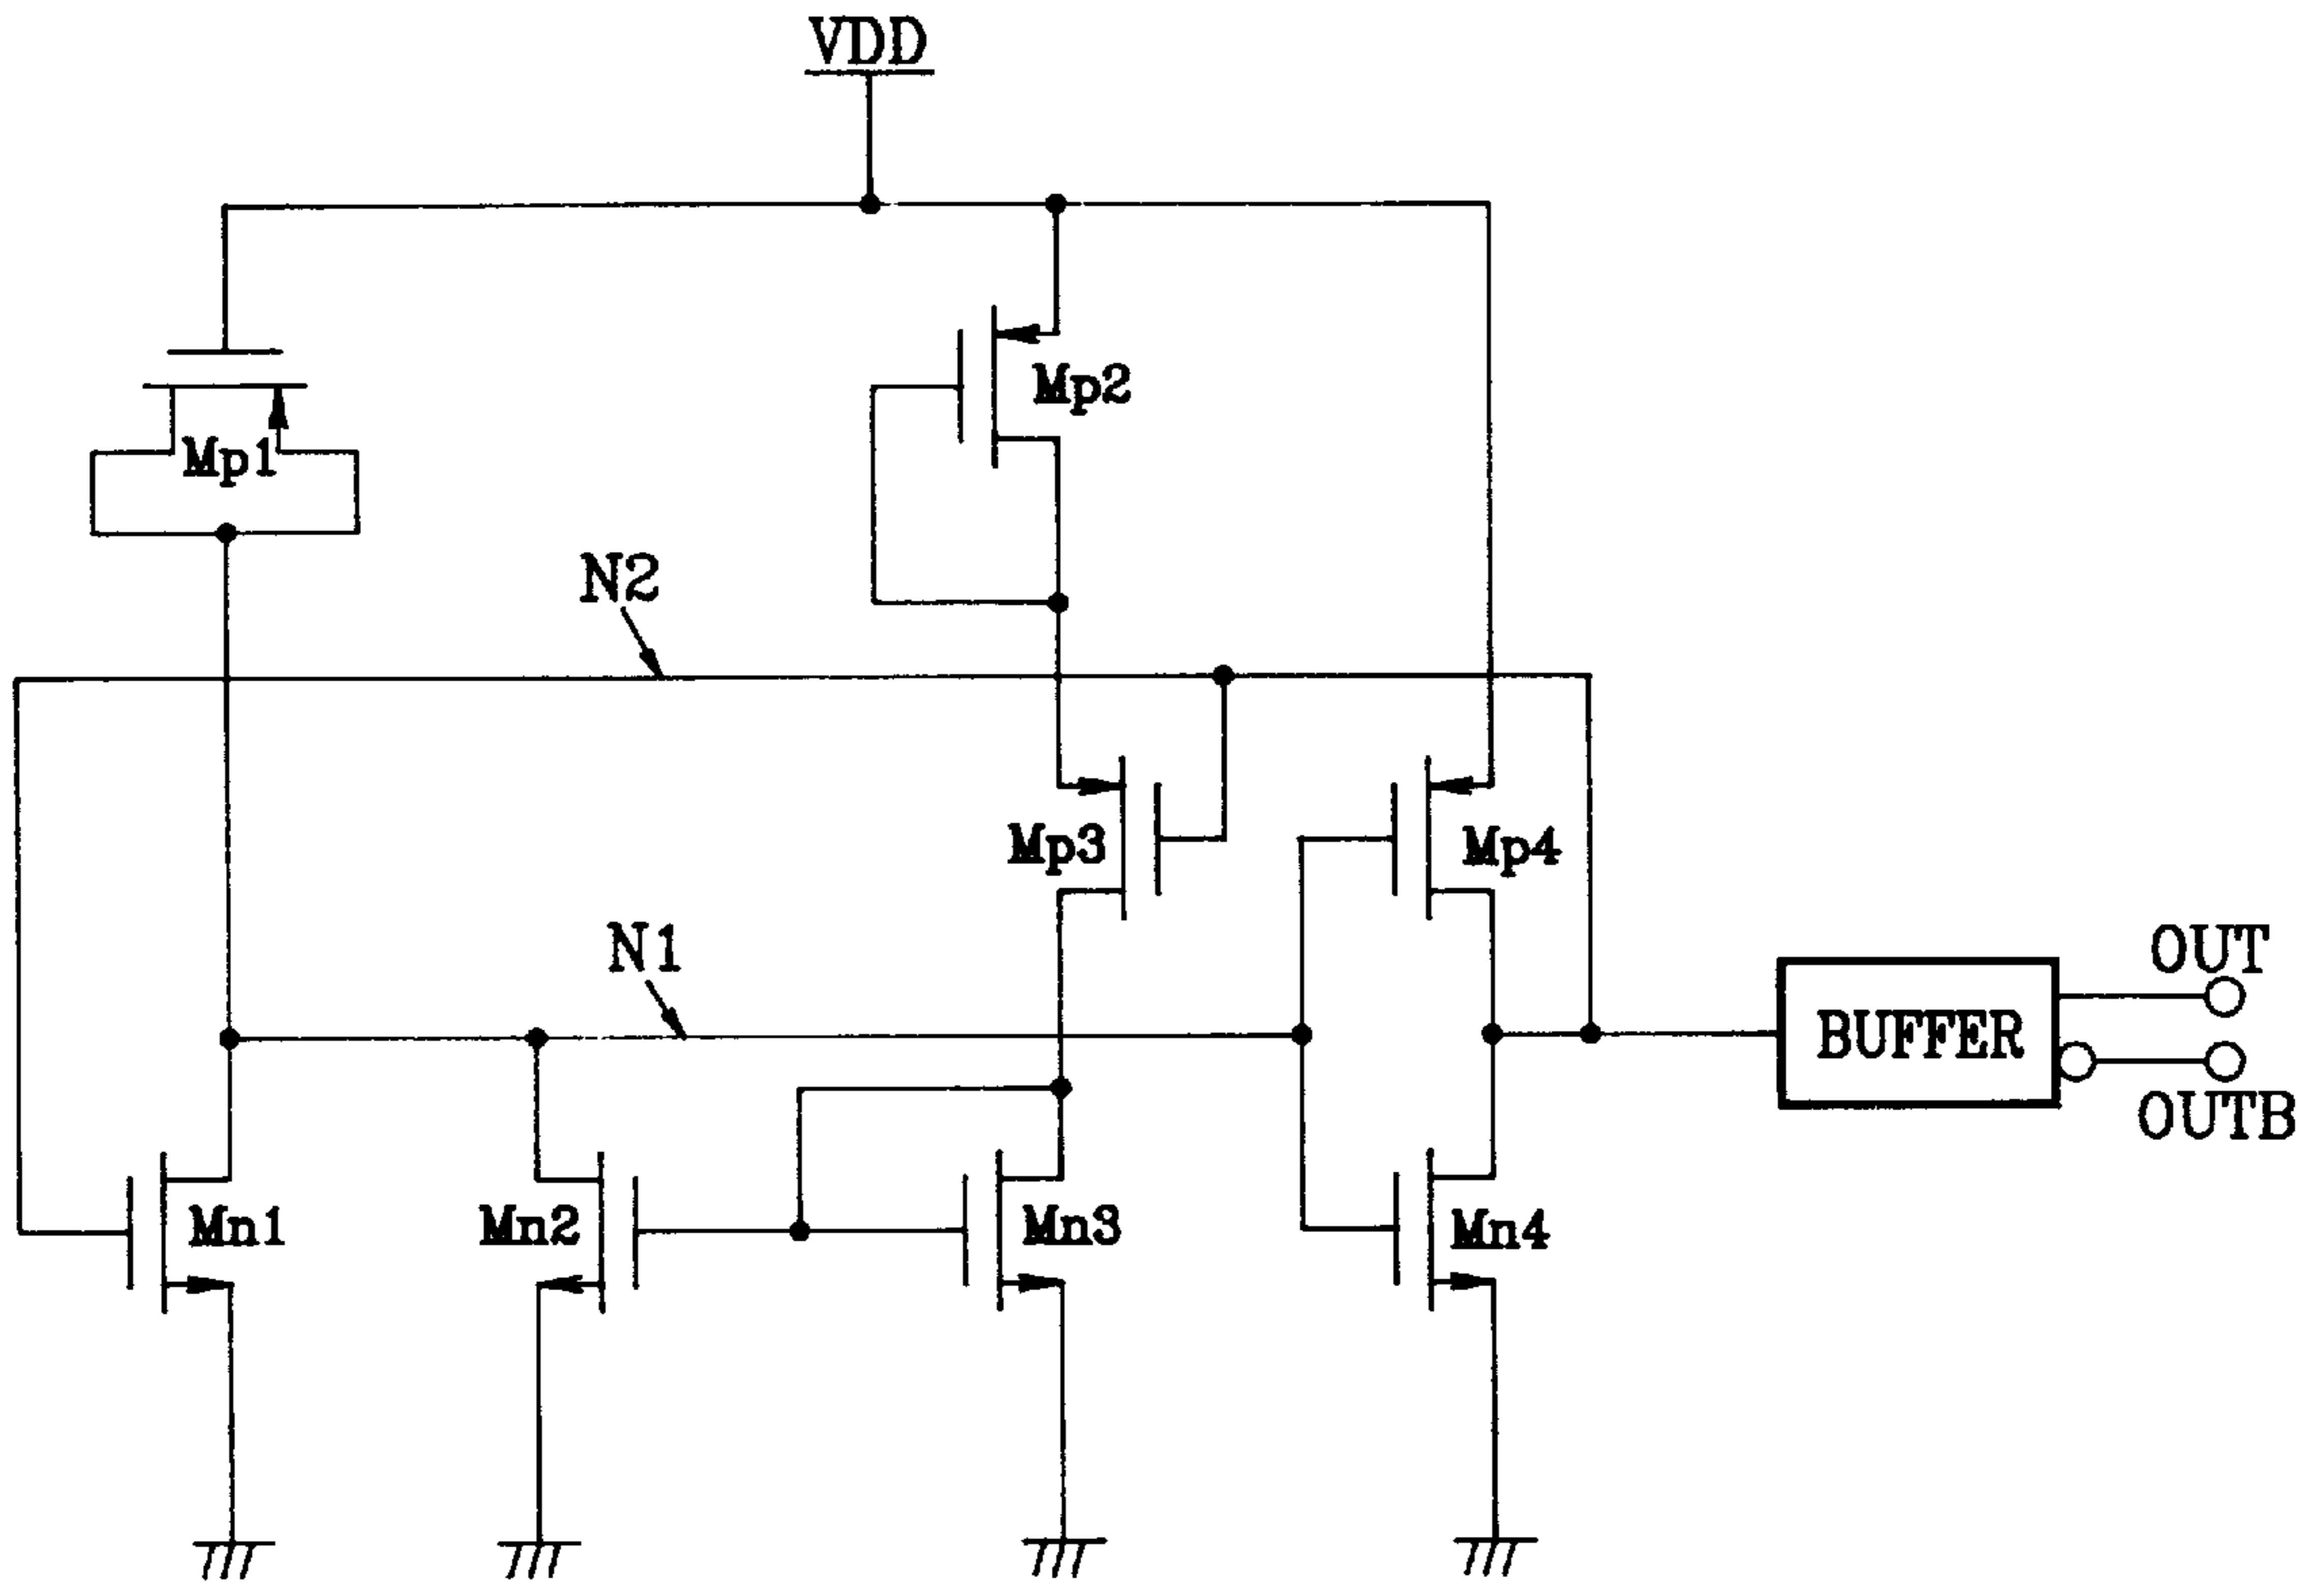 VDD
Mp2
Mp1
N2
Mp3
Mp4
N1
OUT
BUFFER
OUTB
Mn1
Mn2
Mn3
Mn4